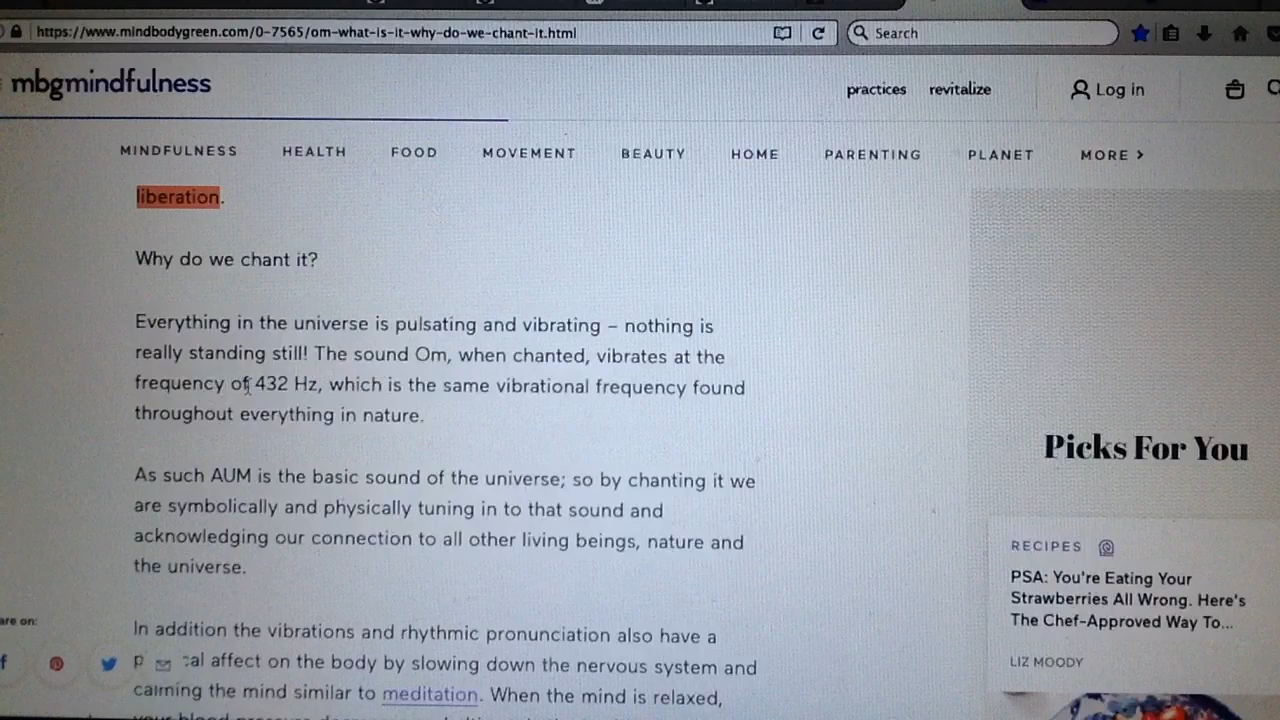 https://www.mindbodygreen.com/0-7565/om-what-is-it-why-do-we-chant-it.html
Search
mbgmindfulness
practices revitalize Log in
MINDFULNESS HEALTH FOOD MOVEMENT BEAUTY HOME PARENTING PLANET MORE >
liberation.
Why do we chant it?
Everything in the universe is pulsating and vibrating – nothing is
really standing still! The sound Om, when chanted, vibrates at the
frequency of 432 Hz, which is the same vibrational frequency found
throughout everything in nature.
As such AUM is the basic sound of the universe; so by chanting it we
are symbolically and physically tuning in to that sound and
acknowledging our connection to all other living beings, nature and
the universe.
In addition the vibrations and rhythmic pronunciation also have a
affect on the body by slowing down the nervous system and
calming the mind similar to meditation. When the mind is relaxed,
are on:
Picks For You
RECIPES
PSA: You're Eating Your
Strawberries All Wrong. Here's
The Chef-Approved Way To...
LIZ MOODY